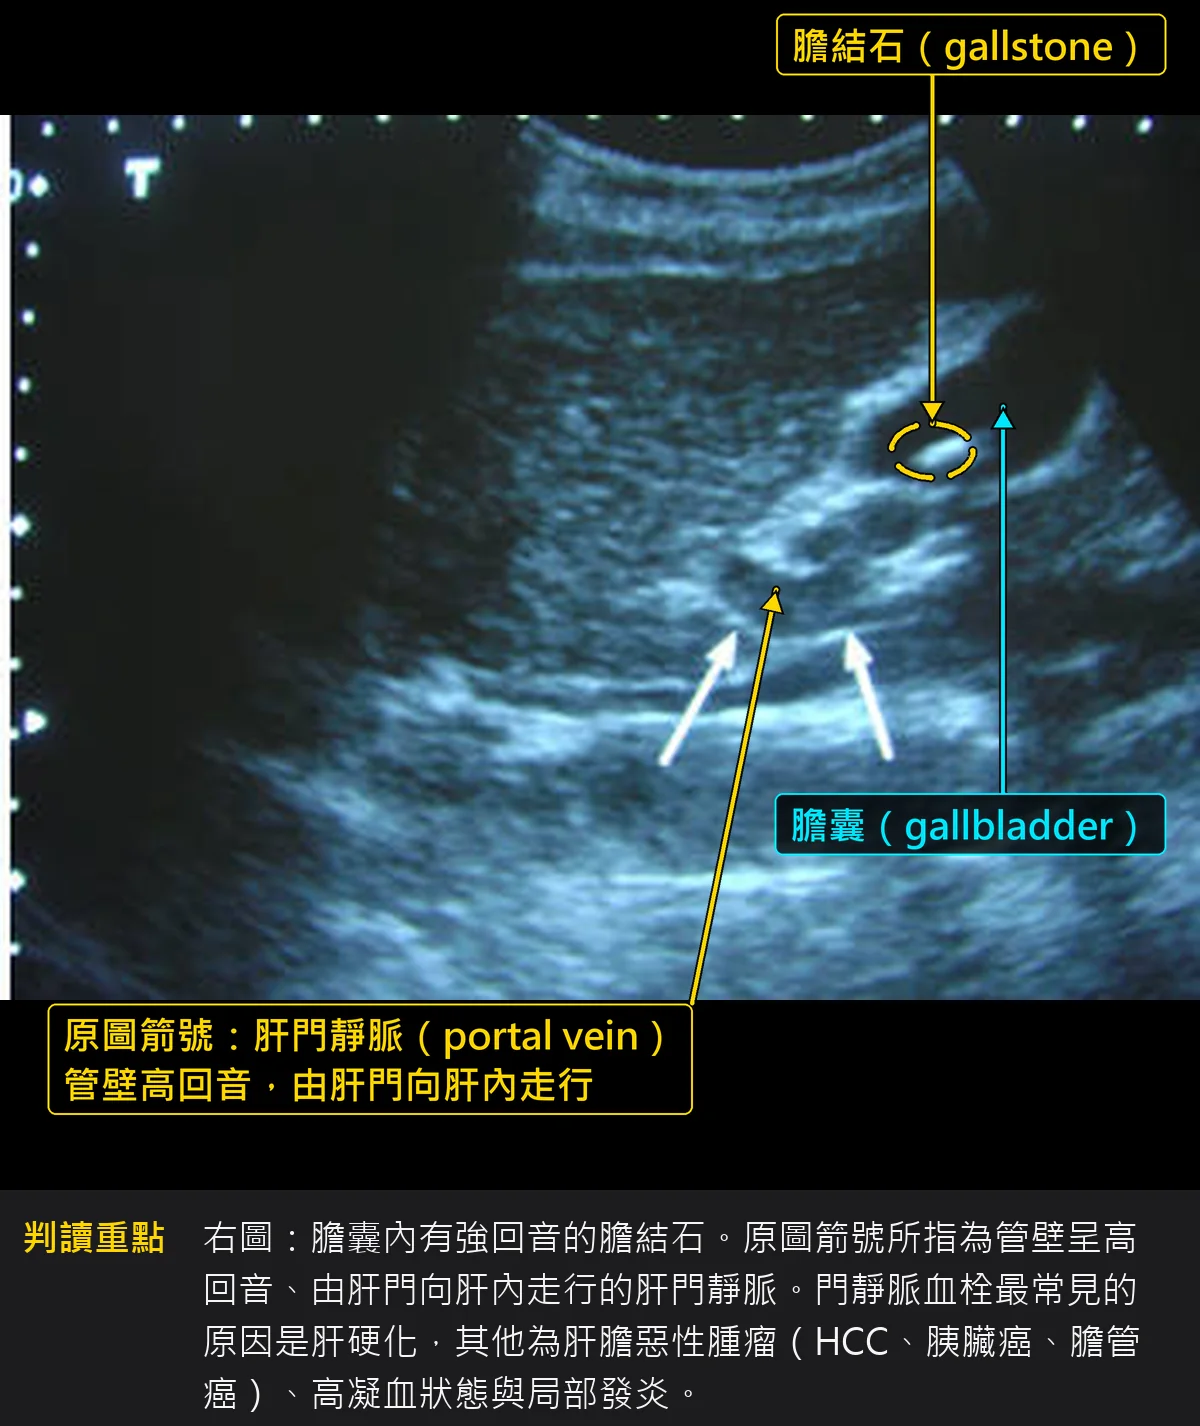 膽結石（gallstone）
T
膽囊（gallbladder）
原圖箭號：肝門靜脈（portal vein）
管壁高回音，由肝門向肝內走行
判讀重點 右圖：膽囊內有強回音的膽結石。原圖箭號所指為管壁呈高
回音、由肝門向肝內走行的肝門靜脈。門靜脈血栓最常見的
原因是肝硬化，其他為肝膽惡性腫瘤（HCC、胰臟癌、膽管
癌）、高凝血狀態與局部發炎。